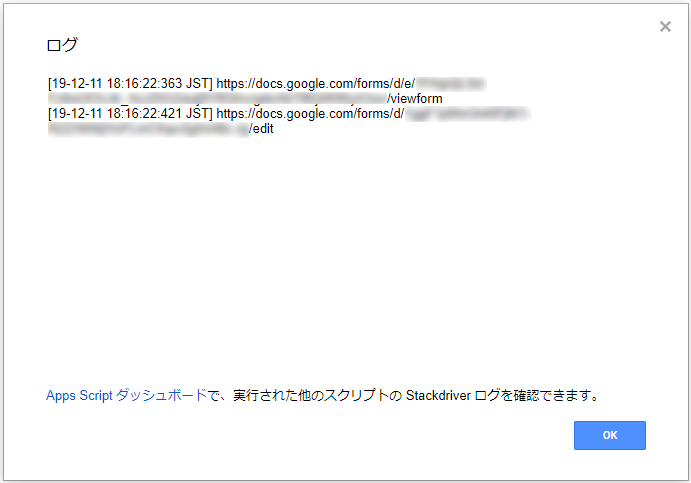 ログ
[19-12-11 18:16:22:363 JST] https://docs.google.com/forms/d/e/
/viewform
[19-12-11 18:16:22:421 JST] https://docs.google.com/forms/d/
/edit
Apps Script ダッシュボードで、実行された他のスクリプトの Stackdriver ログを確認できます。
OK